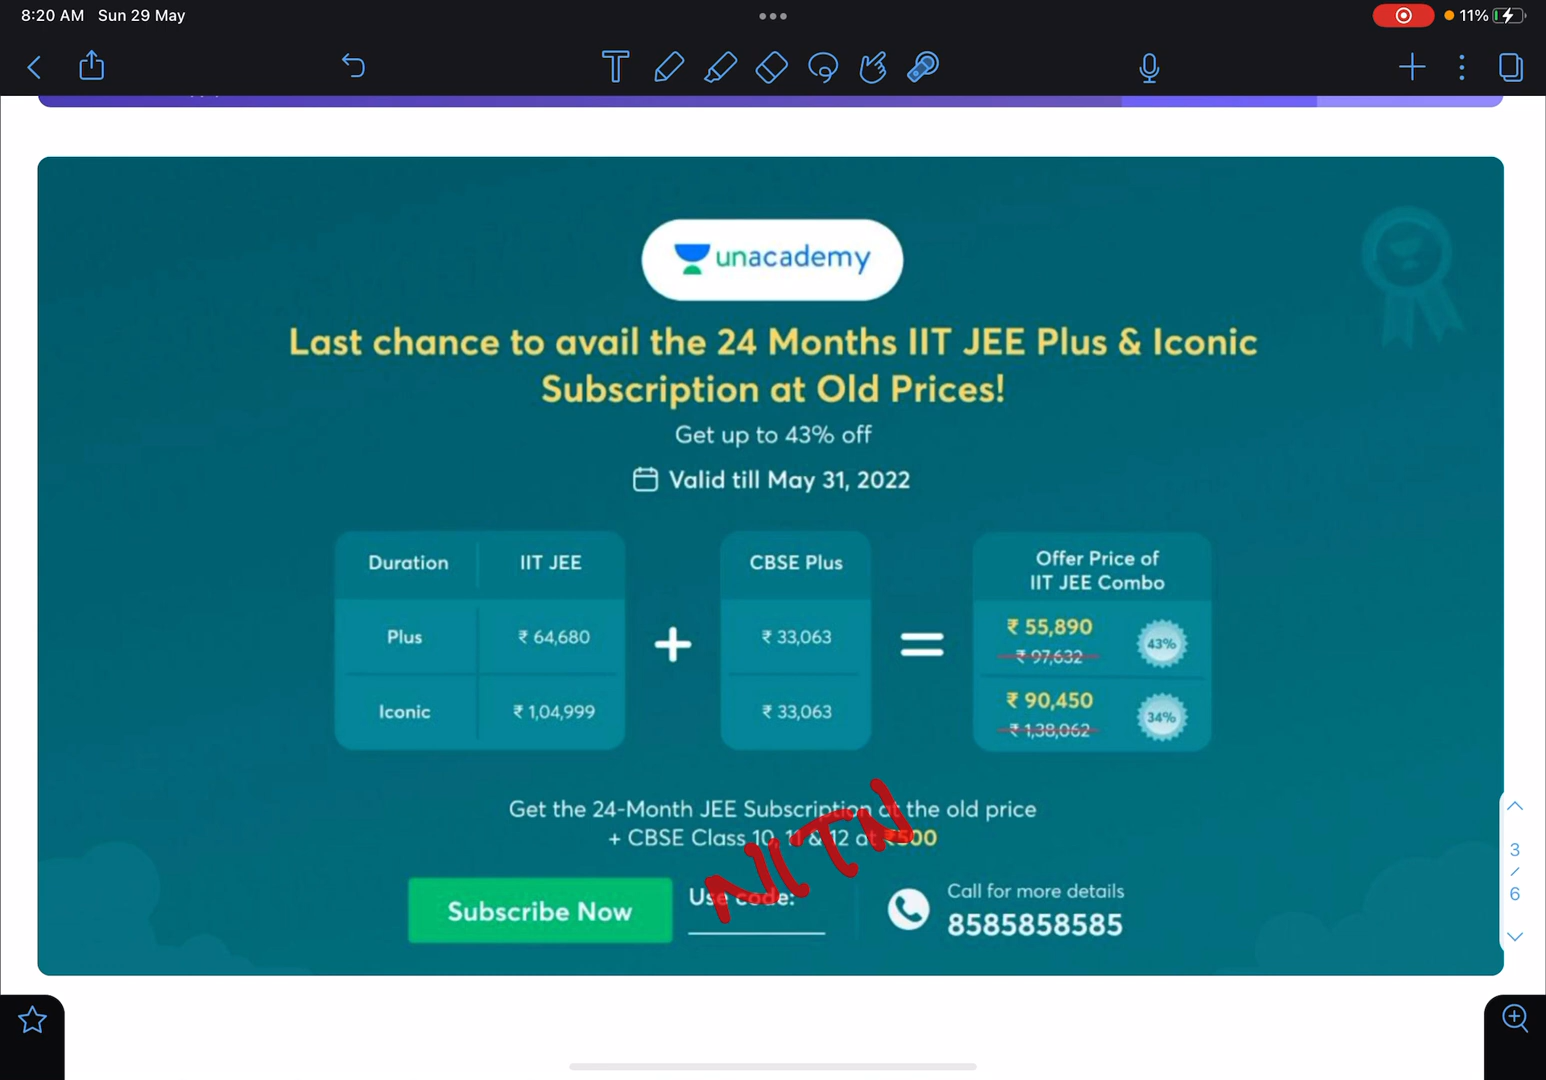 8:20 AM Sun 29 May
11%
unacademy
Last chance to avail the 24 Months IIT JEE Plus & Iconic
Subscription at Old Prices!
Get up to 43% off
Valid till May 31, 2022
Duration IIT JEE CBSE Plus Offer Price of
IIT JEE Combo
Plus ₹ 64,680 + ₹ 33,063 = ₹ 55,890
₹ 97,632 43%
Iconic ₹ 1,04,999 ₹ 33,063 ₹ 90,450
₹ 1,38,062 34%
Get the 24-Month JEE Subscription at the old price
+ CBSE Class 10, 11 & 12 at ₹500
NITN
Subscribe Now Use code: Call for more details
8585858585
3
/
6